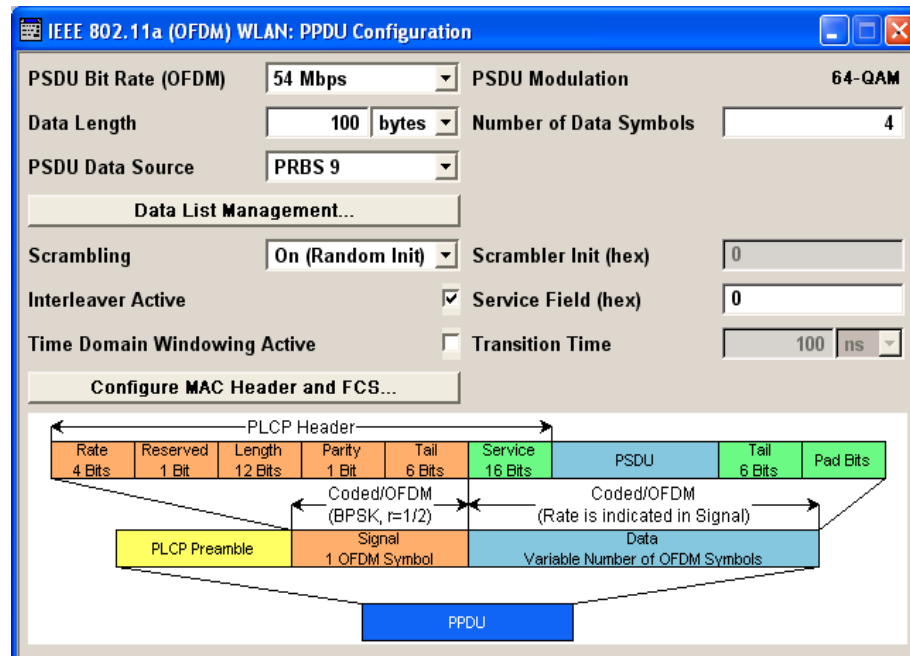 IEEE 802.11a (OFDM) WLAN: PPDU Configuration
PSDU Bit Rate (OFDM) 54 Mbps PSDU Modulation 64-QAM
Data Length 100 bytes Number of Data Symbols 4
PSDU Data Source PRBS 9
Data List Management...
Scrambling On (Random Init) Scrambler Init (hex) 0
Interleaver Active Service Field (hex) 0
Time Domain Windowing Active Transition Time 100 ns
Configure MAC Header and FCS...
PLCP Header
Rate Reserved Length Parity Tail Service PSDU Tail Pad Bits
4 Bits 1 Bit 12 Bits 1 Bit 6 Bits 16 Bits 6 Bits
Coded/OFDM Coded/OFDM
(BPSK, r=1/2) (Rate is indicated in Signal)
PLCP Preamble Signal Data
1 OFDM Symbol Variable Number of OFDM Symbols
PPDU